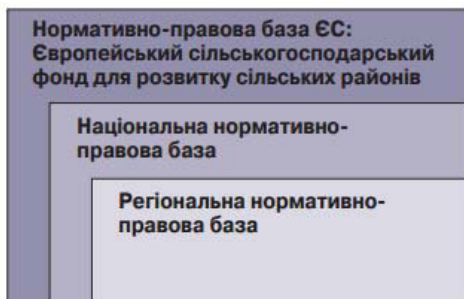 Нормативно-правова база ЄС:
Європейський сільськогосподарський
фонд для розвитку сільських районів
Національна нормативно-
правова база
Регіональна нормативно-
правова база